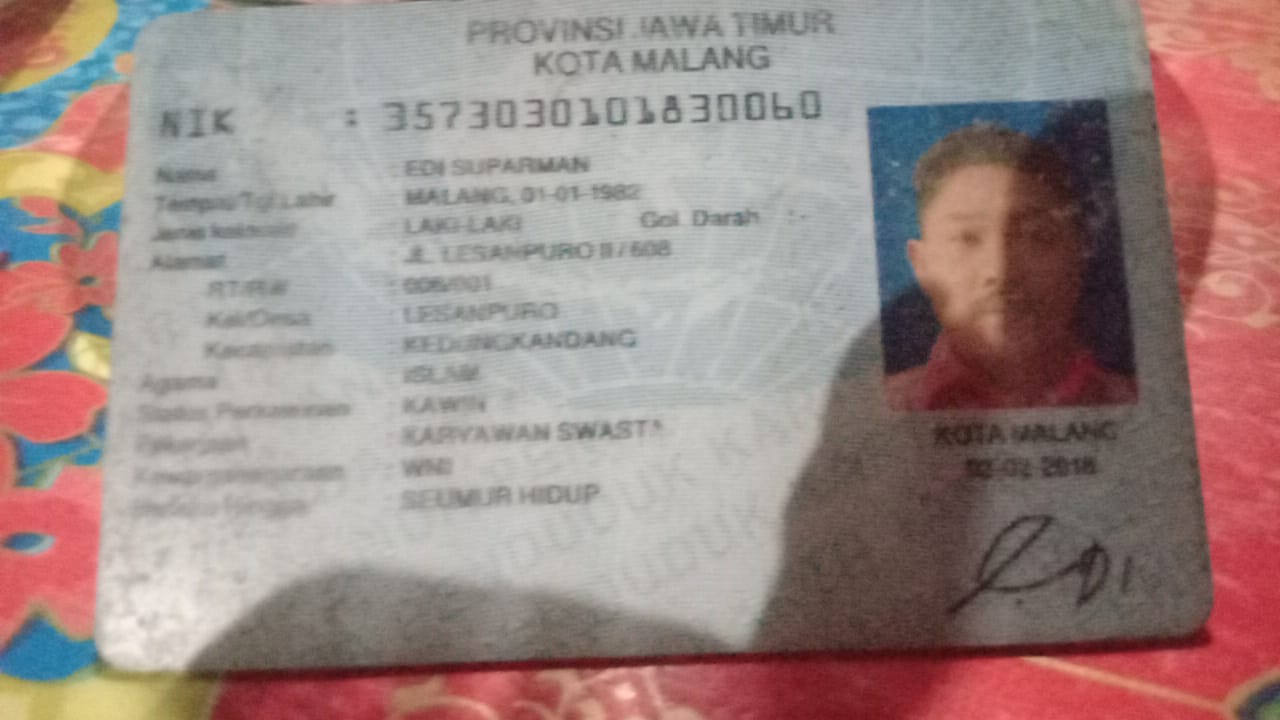 PROVINSI JAWA TIMUR
KOTA MALANG
NIK : 3573030101830060
Nama : EDI SUPARMAN
Tempat/Tgl Lahir : MALANG, 01-01-1982
Jenis kelamin : LAKI-LAKI Gol. Darah : -
Alamat : JL. LESANPURO II / 608
RT/RW : 006/001
Kel/Desa : LESANPURO
Kecamatan : KEDUNGKANDANG
Agama : ISLAM
Status Perkawinan : KAWIN
Pekerjaan : KARYAWAN SWASTA
Kewarganegaraan : WNI
Berlaku Hingga : SEUMUR HIDUP
KOTA MALANG
02-02-2018
EDI